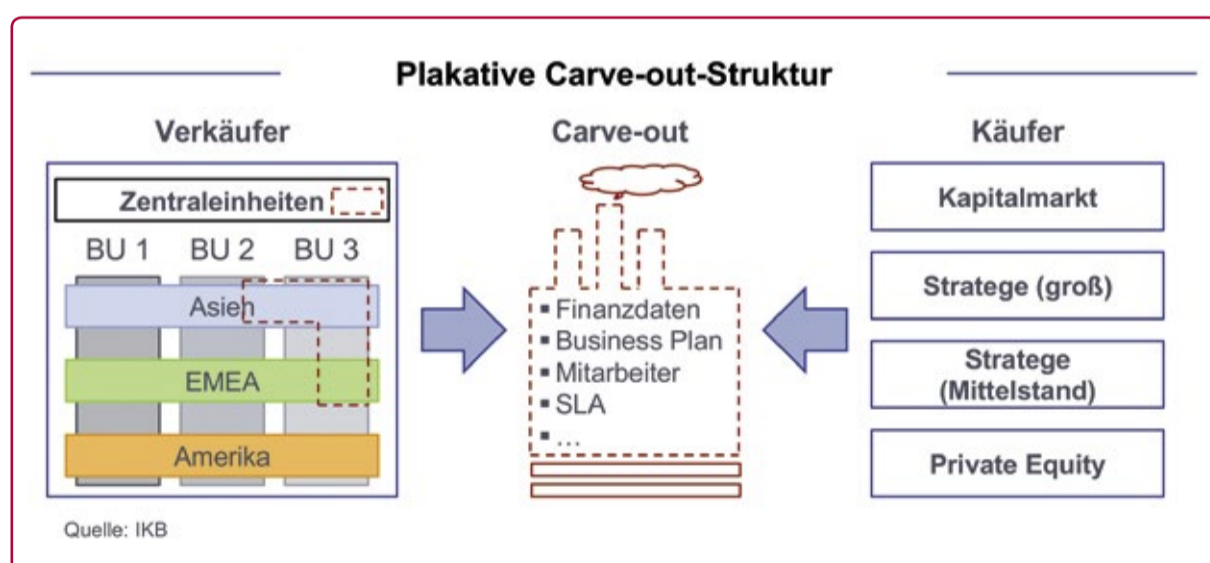 Plakative Carve-out-Struktur
Verkäufer
Zentraleinheiten
BU 1 BU 2 BU 3
Asien
EMEA
Amerika
Quelle: IKB
Carve-out
▪ Finanzdaten
▪ Business Plan
▪ Mitarbeiter
▪ SLA
▪ ...
Käufer
Kapitalmarkt
Stratege (groß)
Stratege
(Mittelstand)
Private Equity